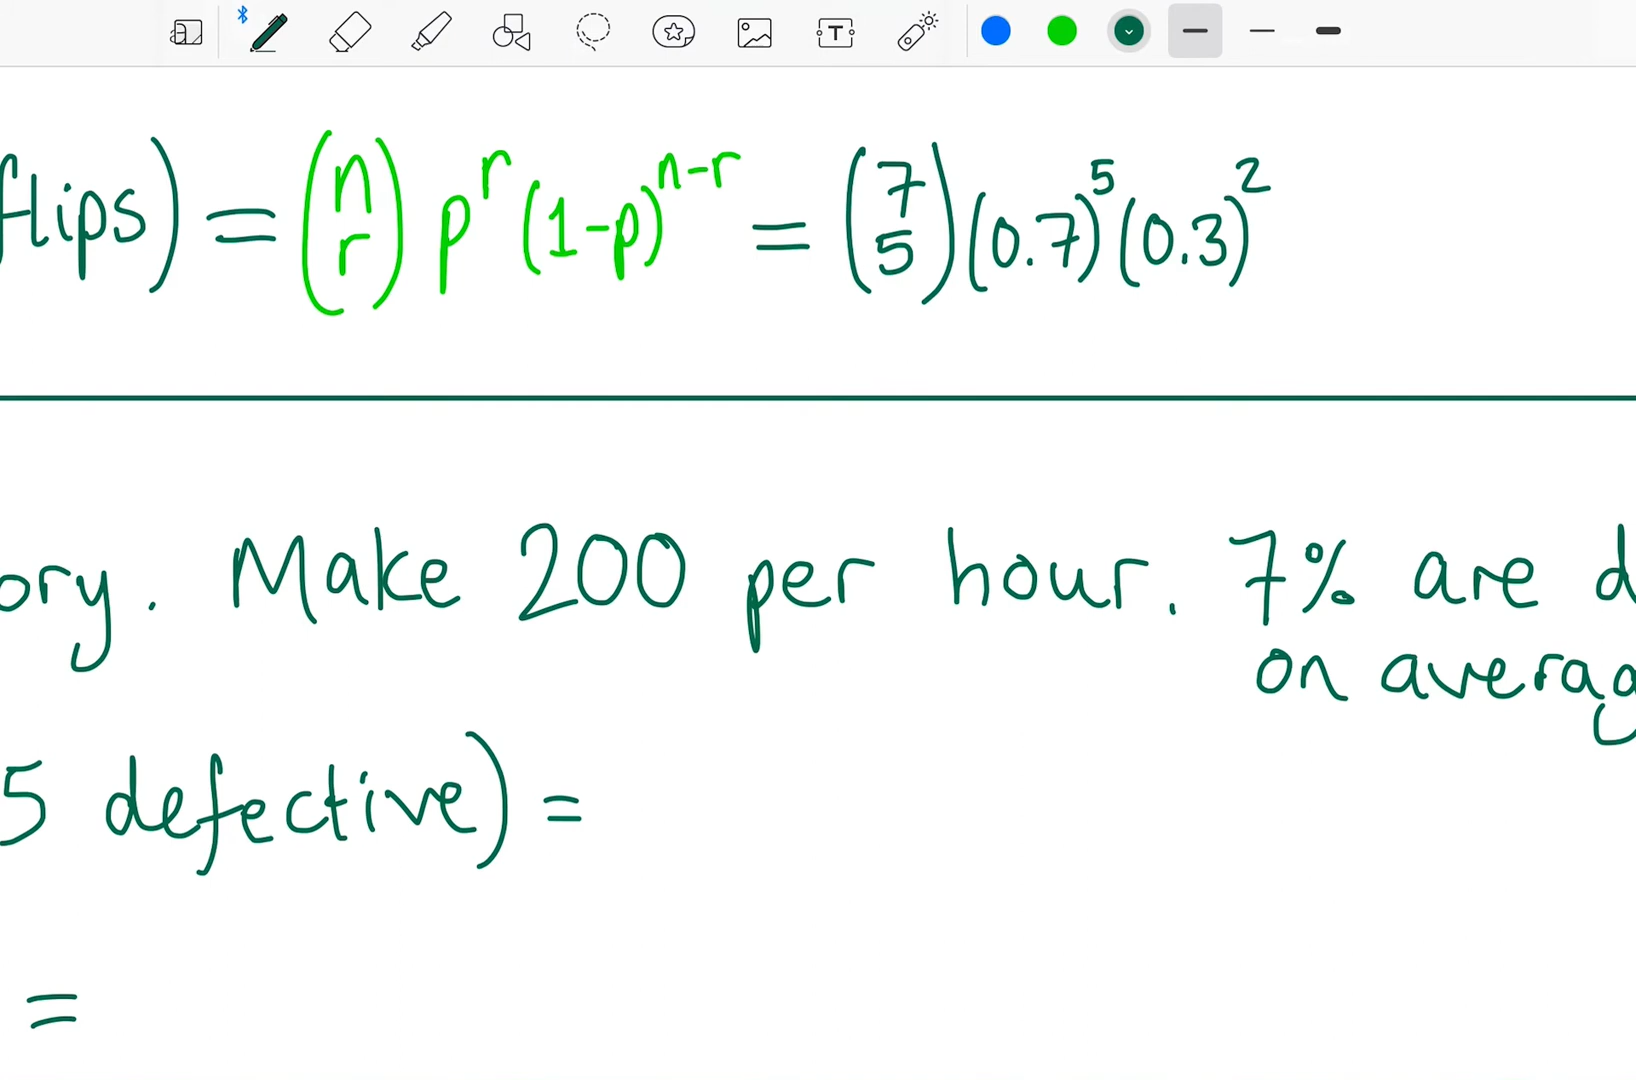 flips) = (n r) p^r (1-p)^{n-r} = (7 5) (0.7)^5 (0.3)^2
ory. Make 200 per hour. 7% are d
on averag
5 defective) =
=